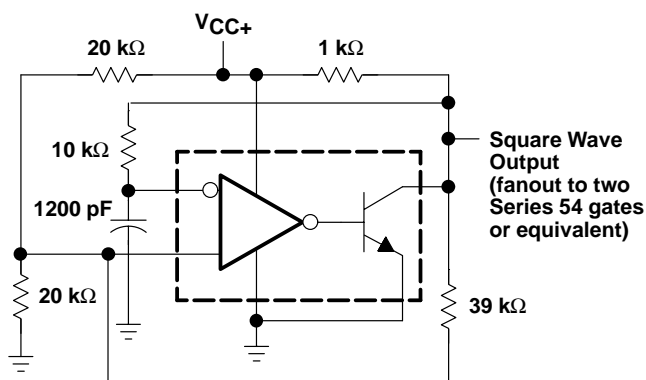 VCC+
20 kΩ
1 kΩ
10 kΩ
Square Wave
Output
(fanout to two
Series 54 gates
or equivalent)
1200 pF
20 kΩ
39 kΩ